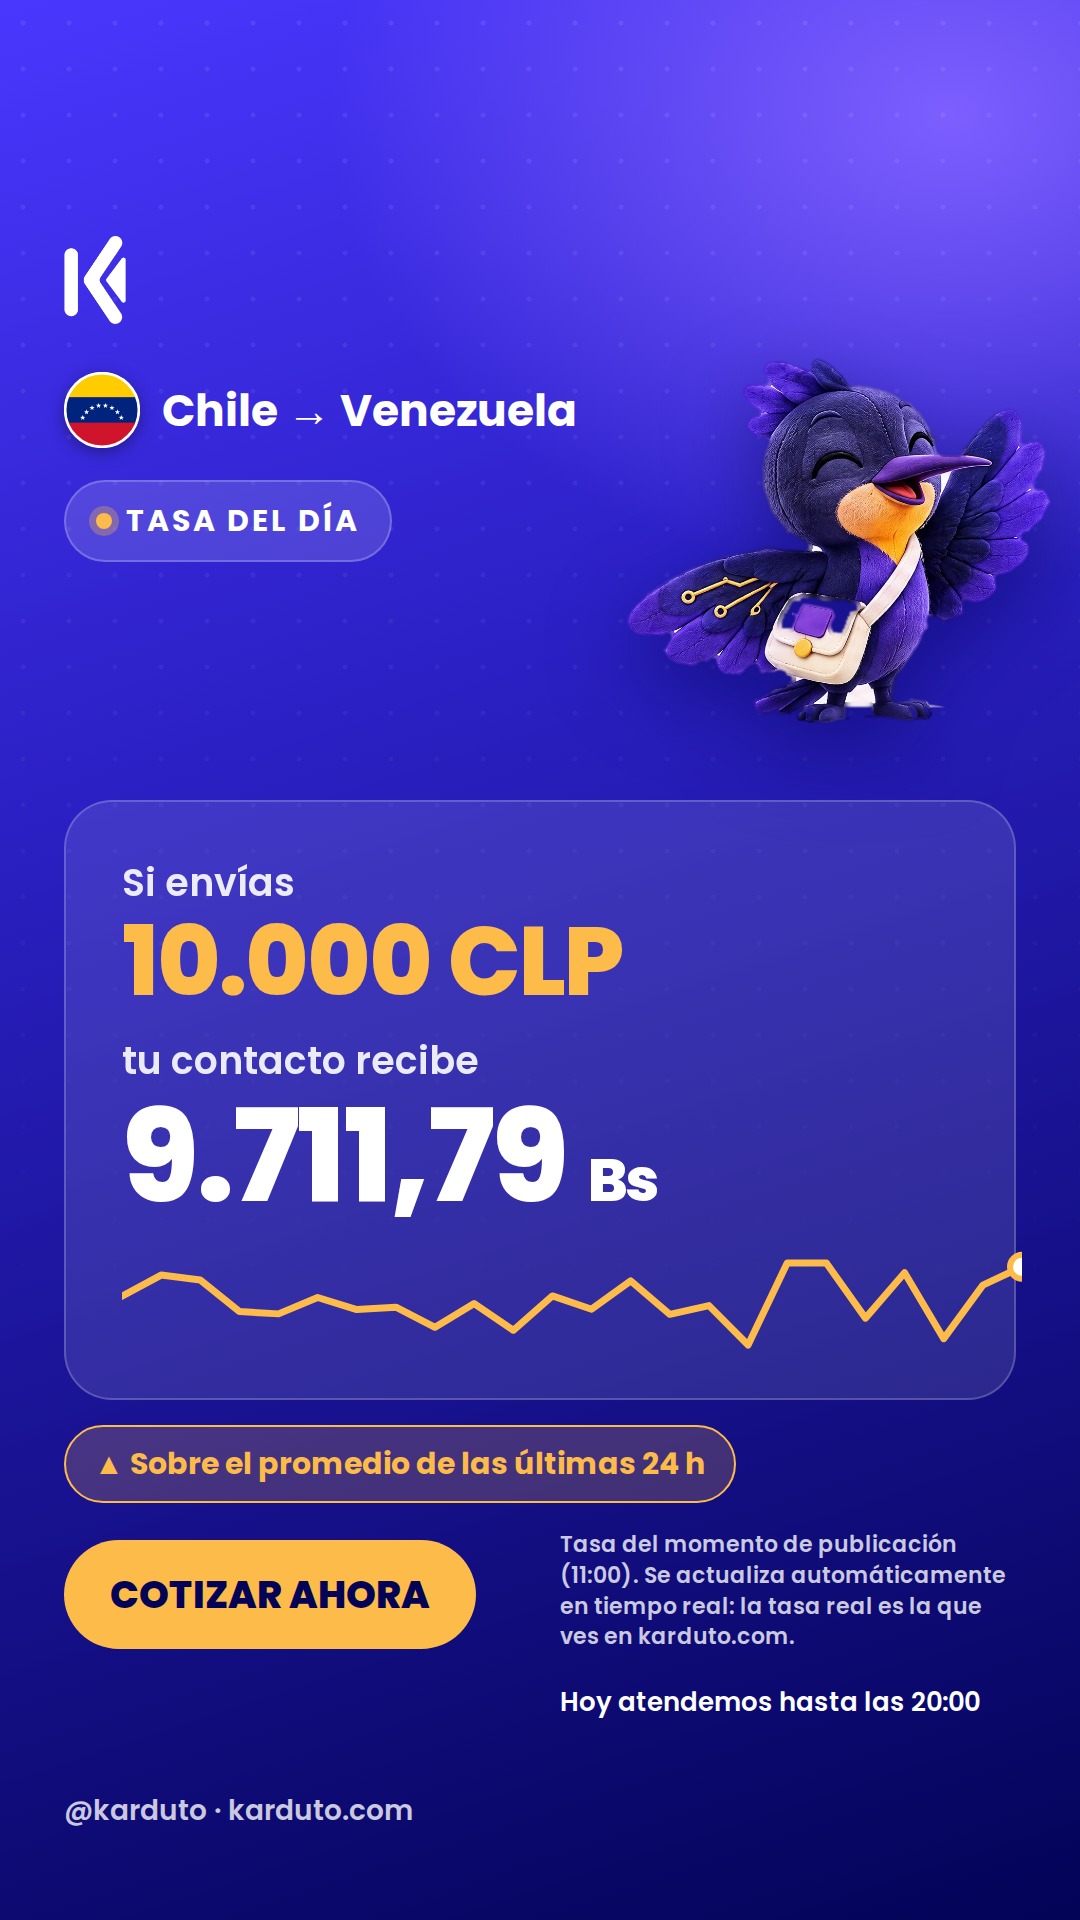 Chile → Venezuela
TASA DEL DÍA
Si envías
10.000 CLP
tu contacto recibe
9.711,79 Bs
▲ Sobre el promedio de las últimas 24 h
COTIZAR AHORA
Tasa del momento de publicación
(11:00). Se actualiza automáticamente
en tiempo real: la tasa real es la que
ves en karduto.com.
Hoy atendemos hasta las 20:00
@karduto · karduto.com